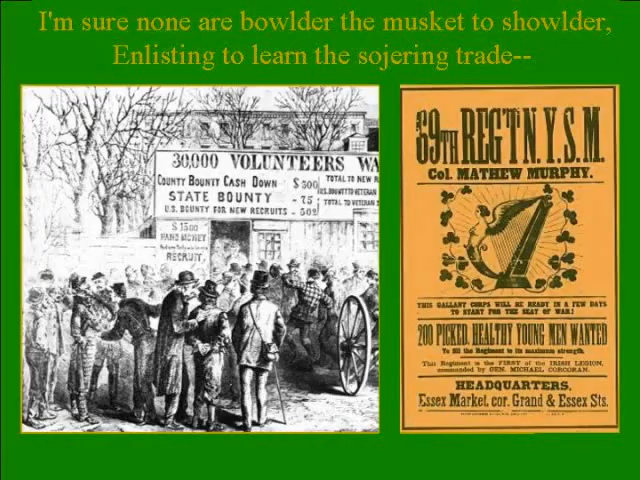 I'm sure none are bowlder the musket to showlder,
Enlisting to learn the sojering trade--
30,000 VOLUNTEERS WA
COUNTY BOUNTY CASH DOWN $300
STATE BOUNTY - 75
U.S. BOUNTY FOR NEW RECRUITS - 302
TOTAL TO NEW R
U.S. BOUNTY TO VETERAN
TOTAL TO VETERAN S
HAND MONEY
RECRUIT.
69TH REG'T N.Y.S.M.
COL. MATHEW MURPHY.
THIS GALLANT CORPS WILL BE READY IN A FEW DAYS
TO START FOR THE SEAT OF WAR!
200 PICKED, HEALTHY YOUNG MEN WANTED
To fill the Regiment to its maximum strength.
This Regiment is the FIRST of the IRISH LEGION,
commanded by GEN. MICHAEL CORCORAN.
HEADQUARTERS,
Essex Market, cor. Grand & Essex Sts.